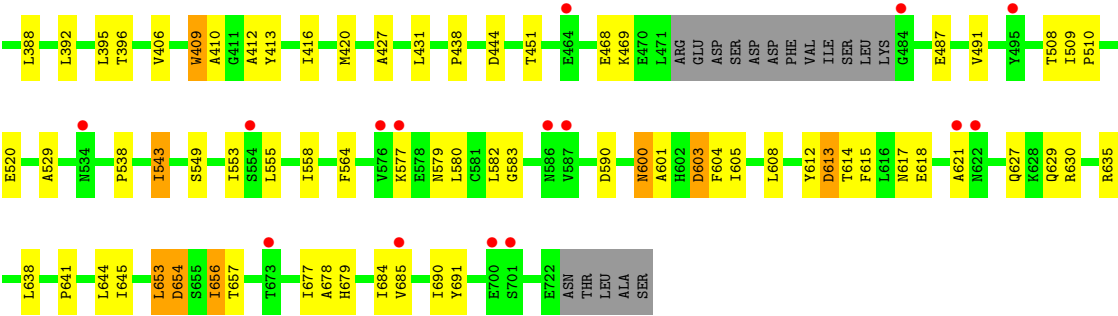 L388 L392 L395 T396 V406 W409 A410 G411 A412 Y413 I416 M420 A427 L431 P438 D444 T451 E464 E468 K469 E470 L471 ARG GLU ASP SER ASP ASP PHE VAL ILE SER LEU LYS G484 E487 V491 Y495 T508 I509 P510
E520 A529 N534 P538 I543 S549 I553 S554 L555 I558 F564 V576 K577 E578 N579 L580 C581 L582 G583 N586 V587 D590 N600 A601 H602 D603 F604 I605 L608 Y612 D613 T614 F615 L616 N617 E618 A621 N622 Q627 K628 Q629 R630 R635
L638 P641 L644 I645 L653 D654 S655 I656 T657 T673 I677 A678 H679 I684 V685 I690 Y691 E700 S701 E722 ASN THR LEU ALA SER